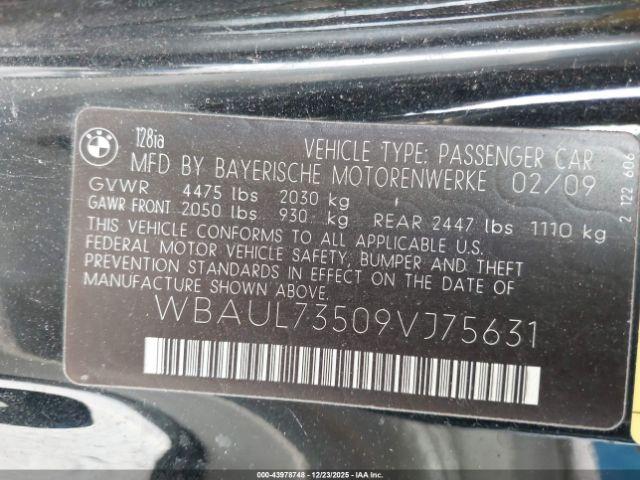 BMW
128ia
VEHICLE TYPE: PASSENGER CAR
MFD BY BAYERISCHE MOTORENWERKE 02/09
GVWR 4475 lbs 2030 kg
GAWR FRONT 2050 lbs 930 kg REAR 2447 lbs 1110 kg
THIS VEHICLE CONFORMS TO ALL APPLICABLE U.S.
FEDERAL MOTOR VEHICLE SAFETY, BUMPER AND THEFT
PREVENTION STANDARDS IN EFFECT ON THE DATE OF
MANUFACTURE SHOWN ABOVE.
WBAUL73509VJ75631
2 122 606
© IAA 43978748 | 12/23/2025 - IAA, Inc.